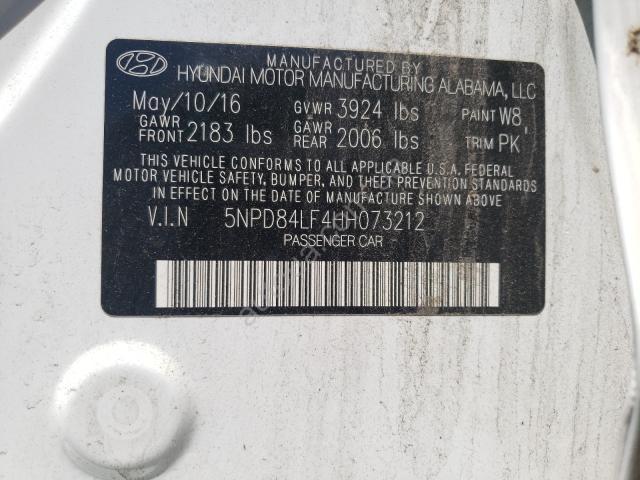 MANUFACTURED BY
HYUNDAI MOTOR MANUFACTURING ALABAMA, LLC
May/10/16 GVWR 3924 lbs PAINT W8
GAWR FRONT 2183 lbs GAWR REAR 2006 lbs TRIM PK
THIS VEHICLE CONFORMS TO ALL APPLICABLE U.S.A. FEDERAL
MOTOR VEHICLE SAFETY, BUMPER, AND THEFT PREVENTION
STANDARDS IN EFFECT ON THE DATE OF MANUFACTURE SHOWN ABOVE.
V.I.N 5NPD84LF4HH073212
PASSENGER CAR